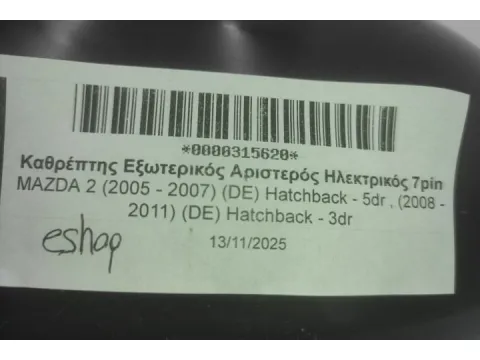 *0000315620*
Καθρέπτης Εξωτερικός Αριστερός Ηλεκτρικός 7pin
MAZDA 2 (2005 - 2007) (DE) Hatchback - 5dr , (2008 -
2011) (DE) Hatchback - 3dr
eshop
13/11/2025